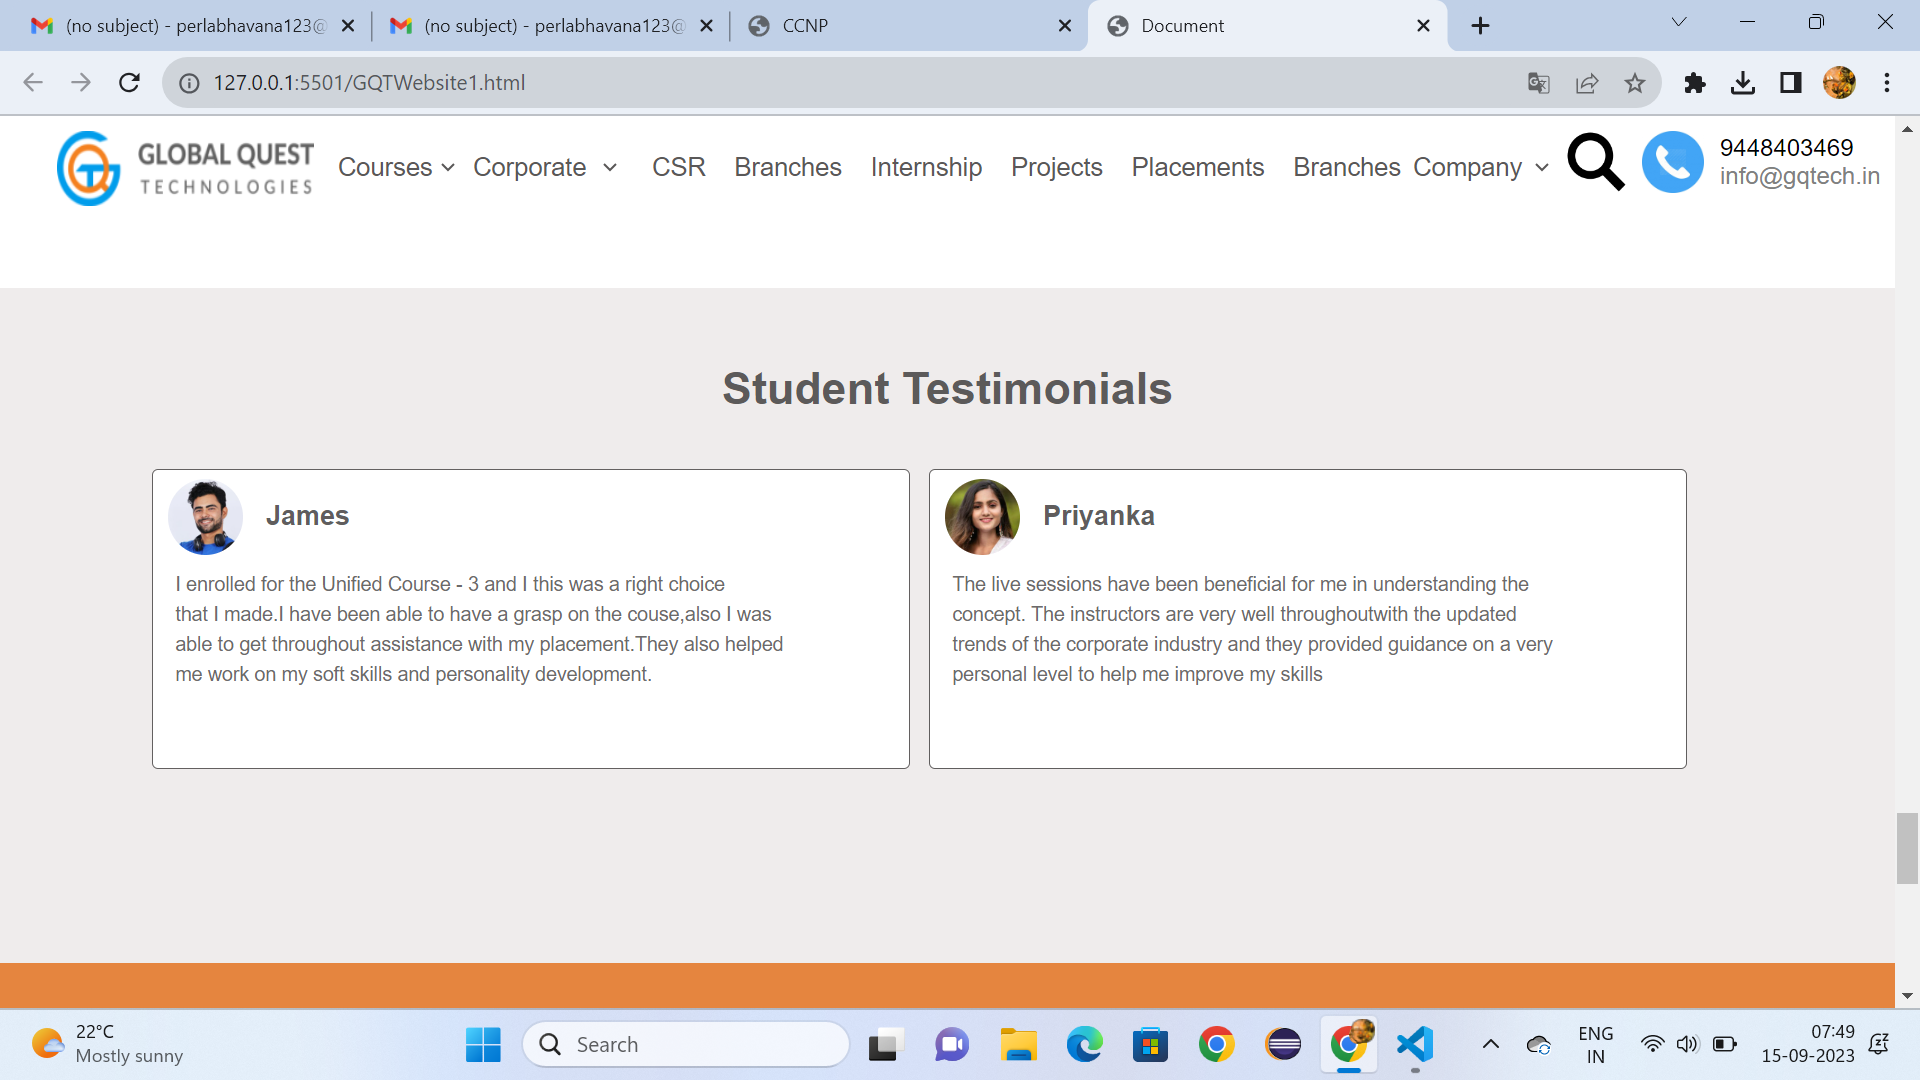 (no subject) - perlabhavana123@
(no subject) - perlabhavana123@
CCNP
Document
127.0.0.1:5501/GQTWebsite1.html
GLOBAL QUEST
TECHNOLOGIES
Courses Corporate CSR Branches Internship Projects Placements Branches Company
9448403469
info@gqtech.in
Student Testimonials
James
I enrolled for the Unified Course - 3 and I this was a right choice
that I made.I have been able to have a grasp on the couse,also I was
able to get throughout assistance with my placement.They also helped
me work on my soft skills and personality development.
Priyanka
The live sessions have been beneficial for me in understanding the
concept. The instructors are very well throughoutwith the updated
trends of the corporate industry and they provided guidance on a very
personal level to help me improve my skills
22°C
Mostly sunny
Search
ENG
IN
07:49
15-09-2023